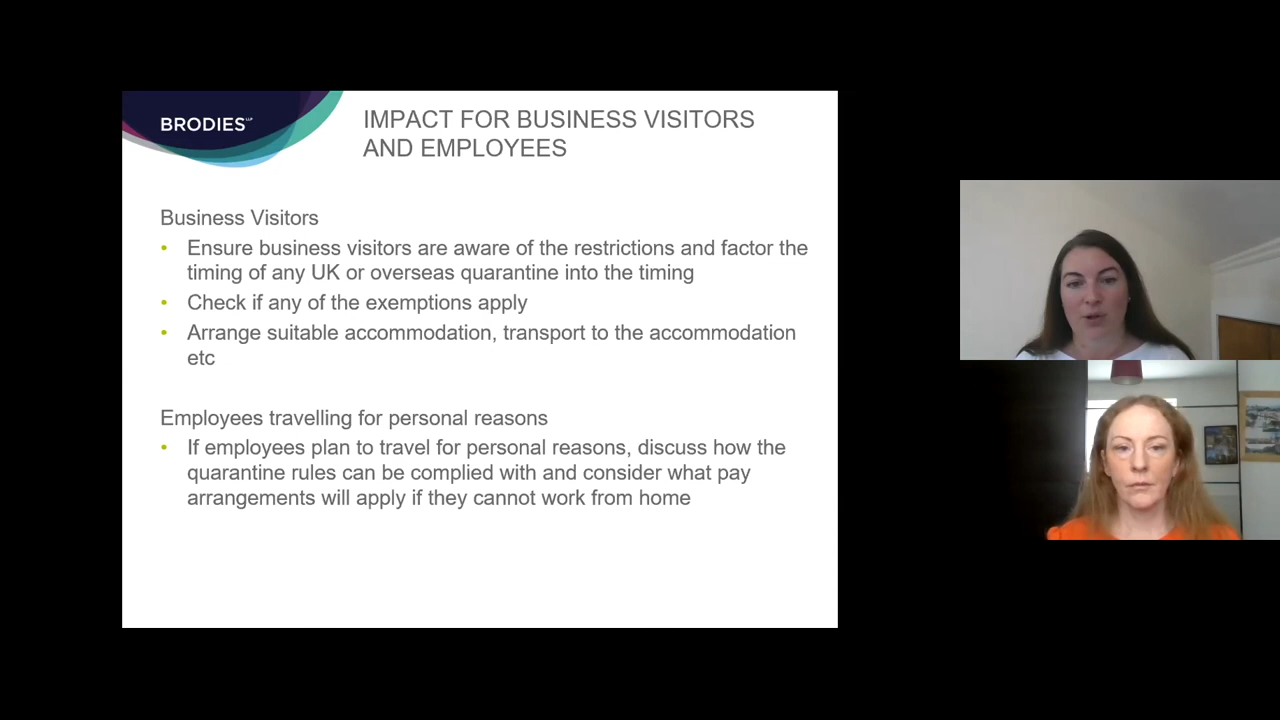 BRODIES LLP
IMPACT FOR BUSINESS VISITORS
AND EMPLOYEES
Business Visitors
• Ensure business visitors are aware of the restrictions and factor the
timing of any UK or overseas quarantine into the timing
• Check if any of the exemptions apply
• Arrange suitable accommodation, transport to the accommodation
etc
Employees travelling for personal reasons
• If employees plan to travel for personal reasons, discuss how the
quarantine rules can be complied with and consider what pay
arrangements will apply if they cannot work from home